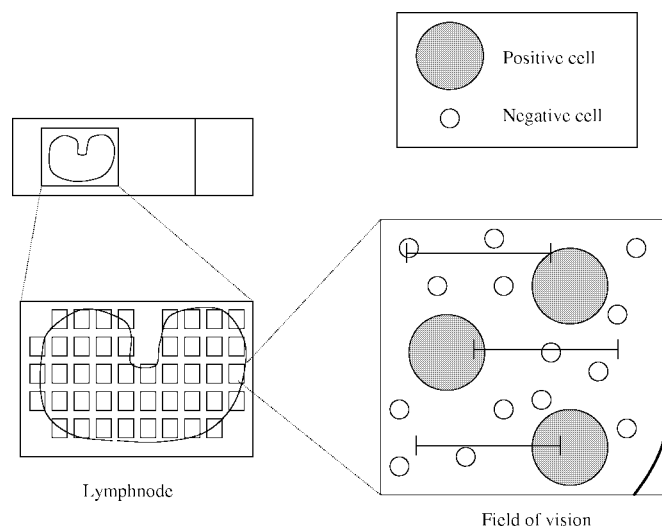 Positive cell
Negative cell
Lymphnode
Field of vision